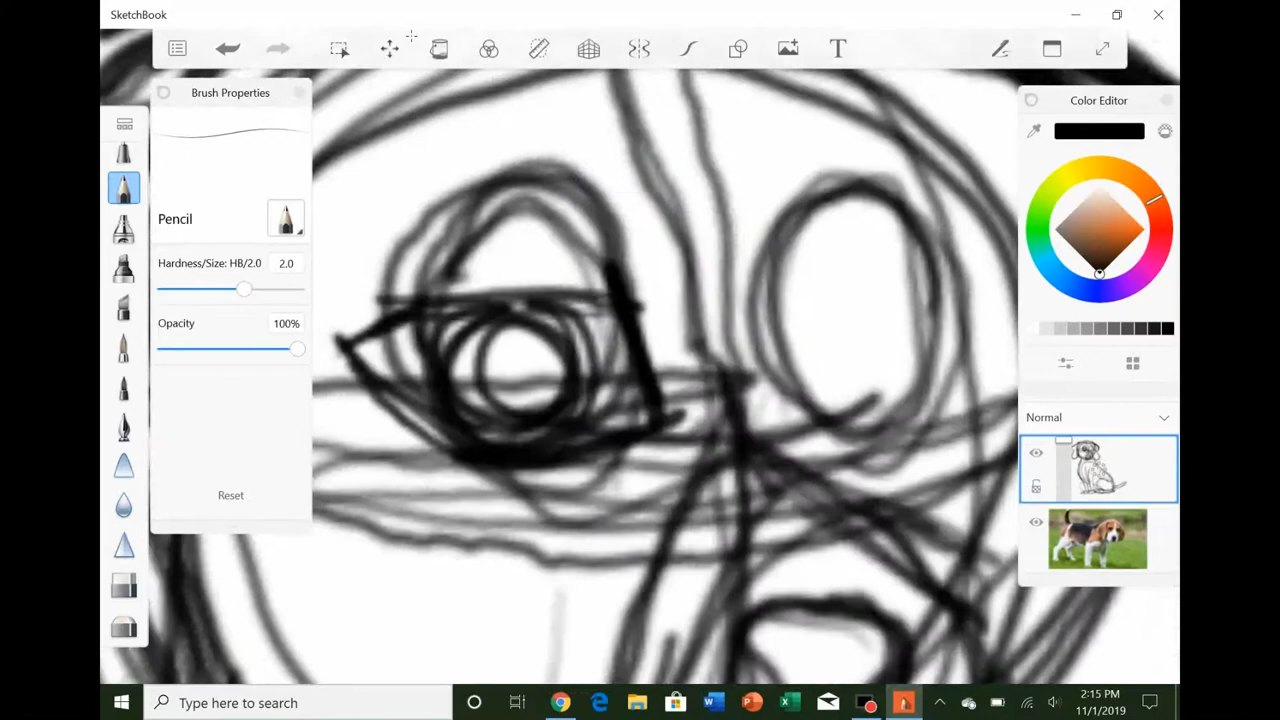 SketchBook
T
Brush Properties
Color Editor
Pencil
Hardness/Size: HB/2.0 2.0
Opacity 100%
Normal
Reset
Type here to search
2:15 PM
11/1/2019